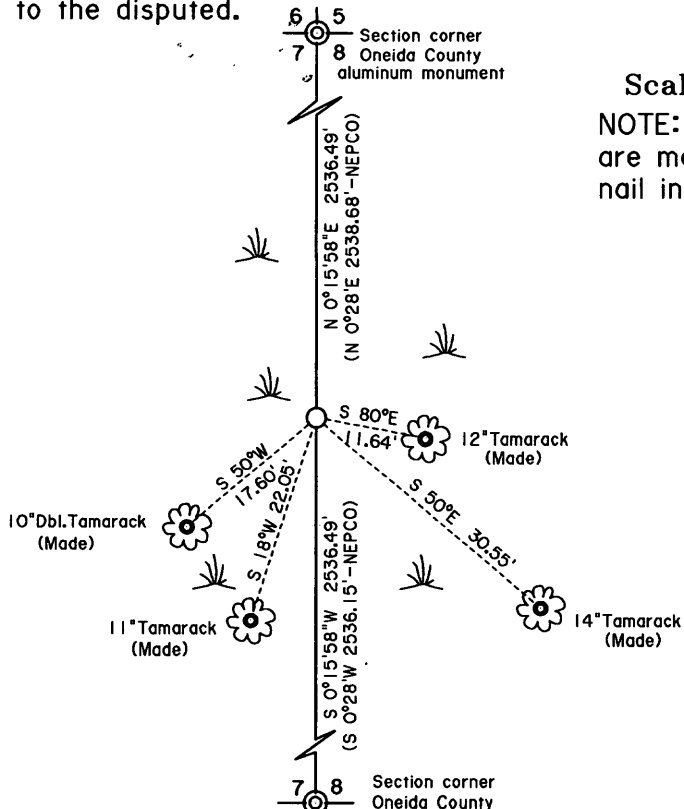 to the disputed.
6 5
7 8
Section corner
Oneida County
aluminum monument
Scal
NOTE:
are ma
nail in
N 0°15'58"E 2536.49'
(N 0°28'E 2538.68'-NEPCO)
S 80°E
11.64'
12"Tamarack
(Made)
S 50°W
17.60'
10"Dbl.Tamarack
(Made)
S 18°W 22.05'
11"Tamarack
(Made)
S 50°E 30.55'
14"Tamarack
(Made)
S 0°15'58"W 2536.49'
(S 0°28'W 2536.15'-NEPCO)
7 8
Section corner
Oneida County